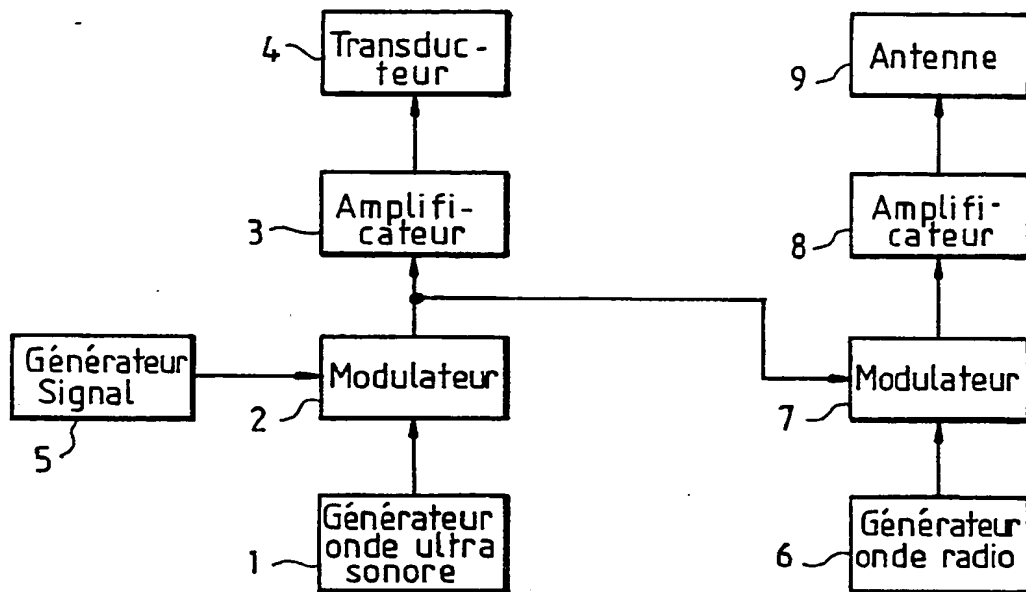 4
Transduc-
teur
9
Antenne
3
Amplifi-
cateur
8
Amplifi-
cateur
Générateur
Signal
5
Modulateur
2
Modulateur
7
1
Générateur
onde ultra
sonore
6
Générateur
onde radio